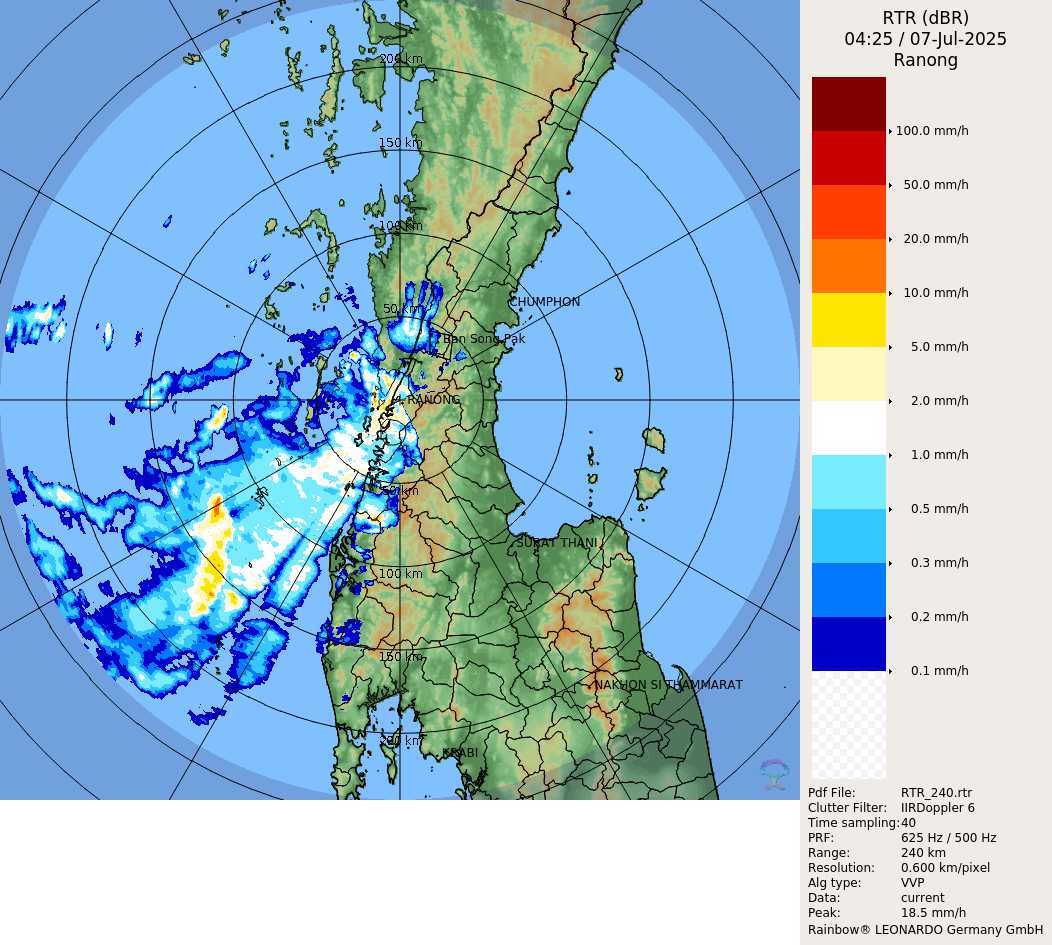 RTR (dBR)
04:25 / 07-Jul-2025
Ranong
200 km
150 km
100 km
50 km
CHUMPHON
Ban Song Pak
RANONG
50 km
SURAT THANI
100 km
150 km
NAKHON SI THAMMARAT
200 km
KRABI
100.0 mm/h
50.0 mm/h
20.0 mm/h
10.0 mm/h
5.0 mm/h
2.0 mm/h
1.0 mm/h
0.5 mm/h
0.3 mm/h
0.2 mm/h
0.1 mm/h
Pdf File: RTR_240.rtr
Clutter Filter: IIRDoppler 6
Time sampling:40
PRF: 625 Hz / 500 Hz
Range: 240 km
Resolution: 0.600 km/pixel
Alg type: VVP
Data: current
Peak: 18.5 mm/h
Rainbow® LEONARDO Germany GmbH